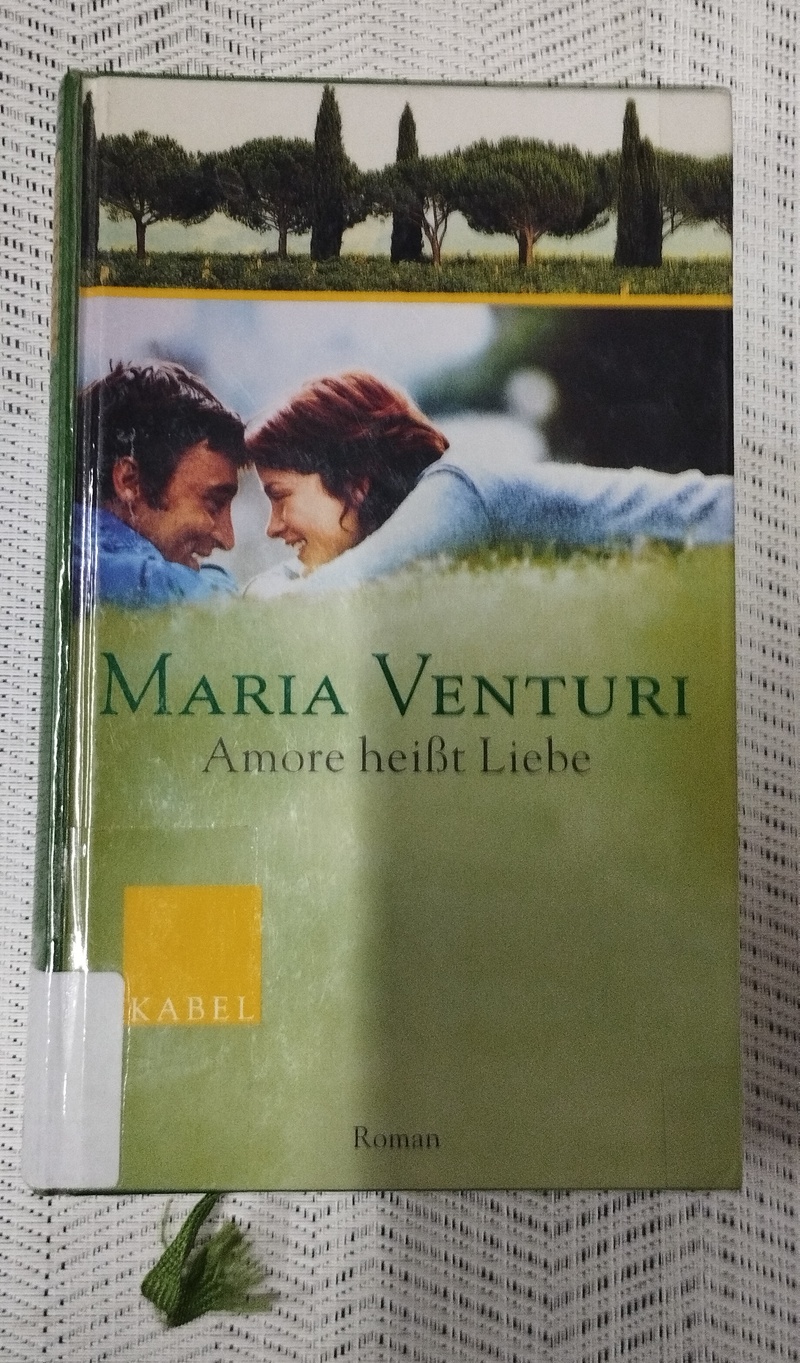 MARIA VENTURI
Amore heißt Liebe
KABEL
Roman